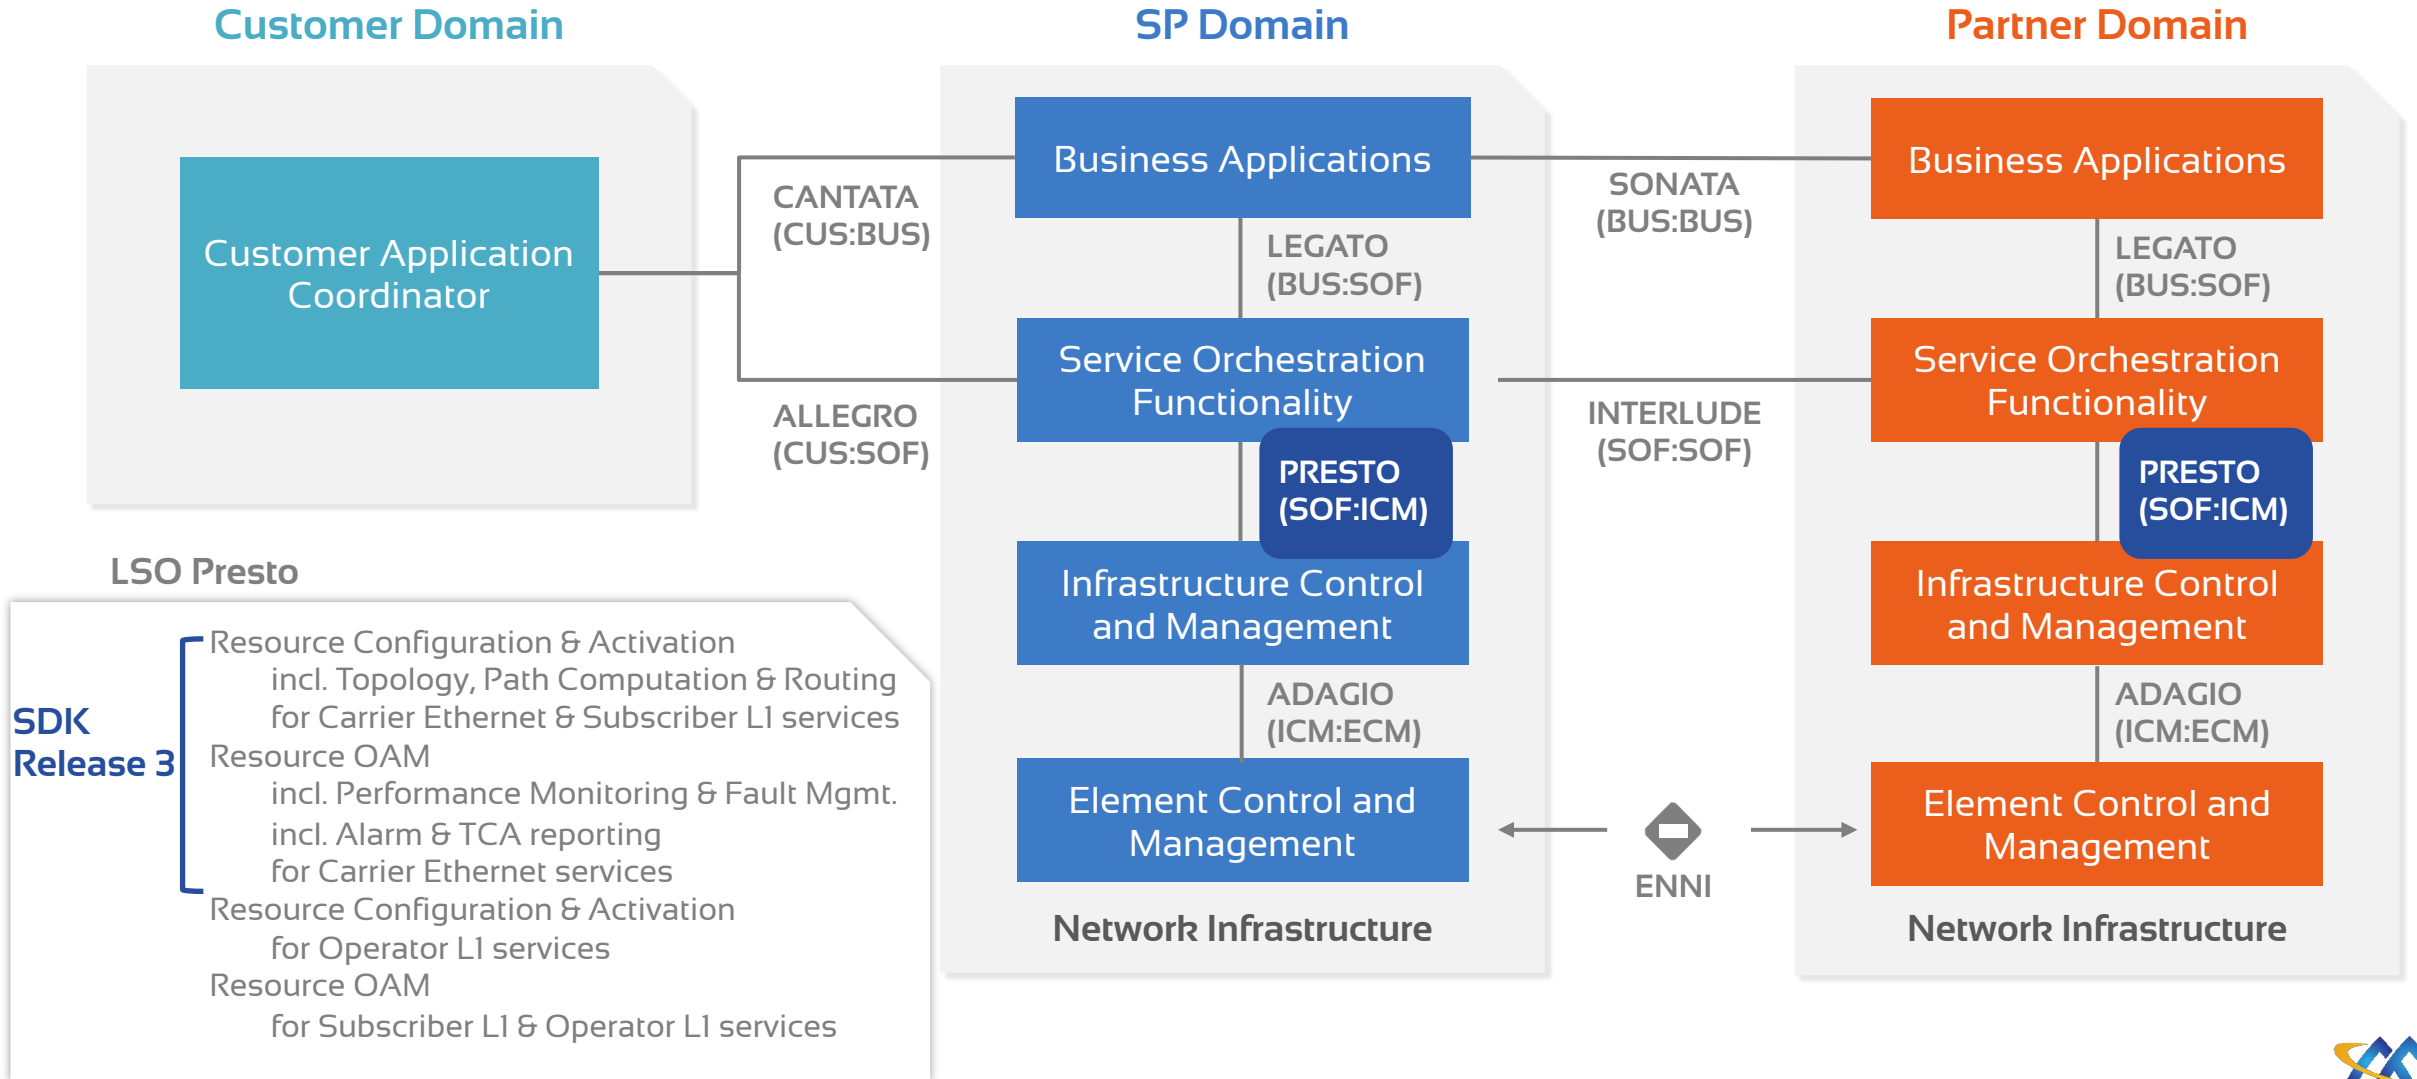 Customer Domain
SP Domain
Partner Domain
Customer Application
Coordinator
CANTATA
(CUS:BUS)
ALLEGRO
(CUS:SOF)
Business Applications
LEGATO
(BUS:SOF)
Service Orchestration
Functionality
PRESTO
(SOF:ICM)
Infrastructure Control
and Management
ADAGIO
(ICM:ECM)
Element Control and
Management
Network Infrastructure
SONATA
(BUS:BUS)
INTERLUDE
(SOF:SOF)
ENNI
Business Applications
LEGATO
(BUS:SOF)
Service Orchestration
Functionality
PRESTO
(SOF:ICM)
Infrastructure Control
and Management
ADAGIO
(ICM:ECM)
Element Control and
Management
Network Infrastructure
LSO Presto
SDK
Release 3
Resource Configuration & Activation
incl. Topology, Path Computation & Routing
for Carrier Ethernet & Subscriber L1 services
Resource OAM
incl. Performance Monitoring & Fault Mgmt.
incl. Alarm & TCA reporting
for Carrier Ethernet services
Resource Configuration & Activation
for Operator L1 services
Resource OAM
for Subscriber L1 & Operator L1 services